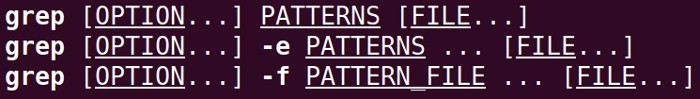 grep [OPTION...] PATTERNS [FILE...]
grep [OPTION...] -e PATTERNS ... [FILE...]
grep [OPTION...] -f PATTERN_FILE ... [FILE...]